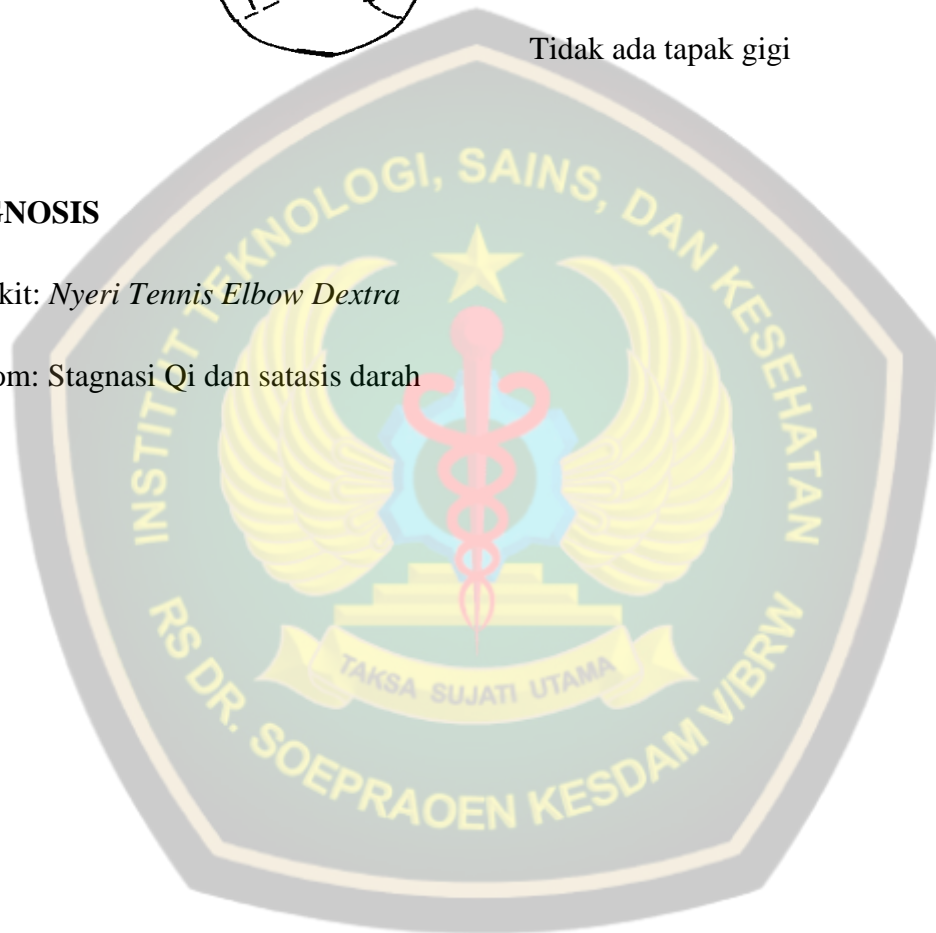 Tidak ada tapak gigi
GNOSIS
kit: Nyeri Tennis Elbow Dextra
om: Stagnasi Qi dan satasis darah
INSTITUT TEKNOLOGI, SAINS, DAN KESEHATAN
TAKSA SUJATI UTAMA
RS DR. SOEPRAOEN KESDAM V/BRW